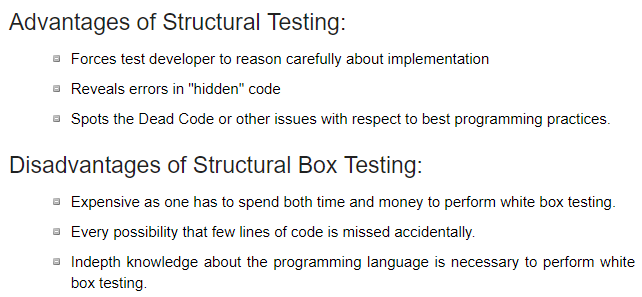 Advantages of Structural Testing:
Forces test developer to reason carefully about implementation
Reveals errors in "hidden" code
Spots the Dead Code or other issues with respect to best programming practices.
Disadvantages of Structural Box Testing:
Expensive as one has to spend both time and money to perform white box testing.
Every possibility that few lines of code is missed accidentally.
Indepth knowledge about the programming language is necessary to perform white
box testing.